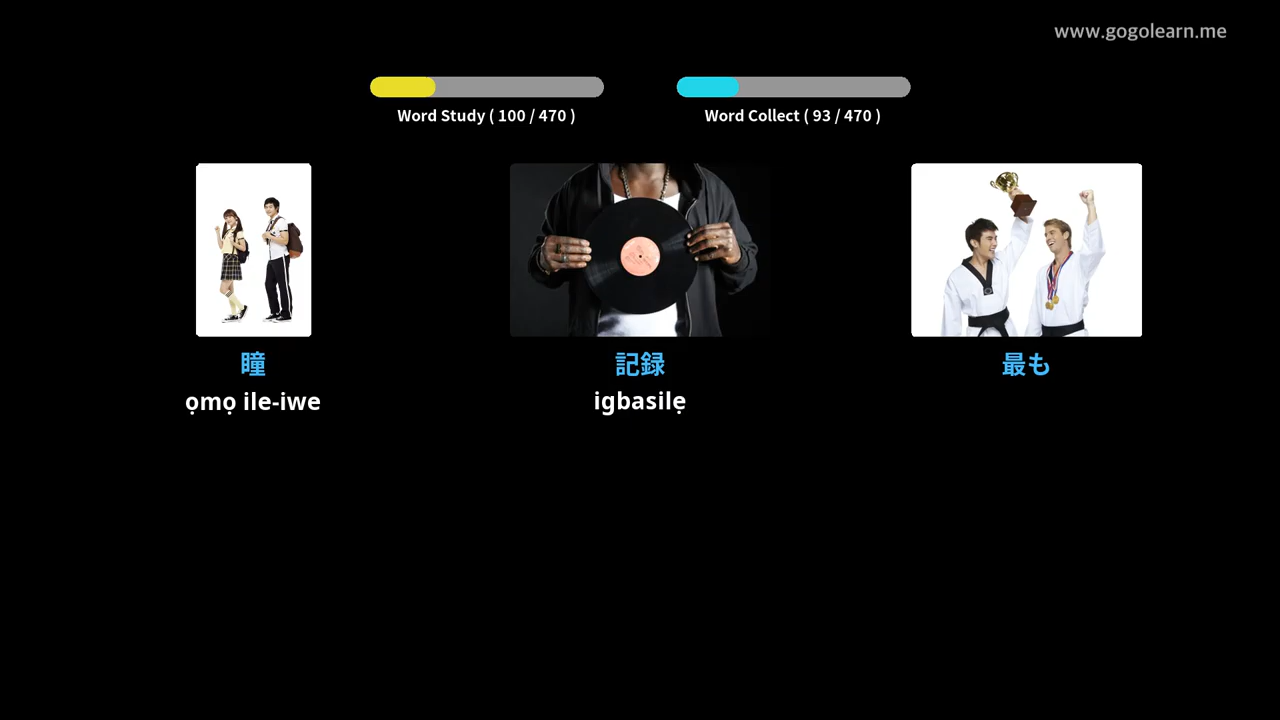 www.gogolearn.me
Word Study ( 100 / 470 )
Word Collect ( 93 / 470 )
瞳
記録
最も
ọmọ ile-iwe
igbasilẹ